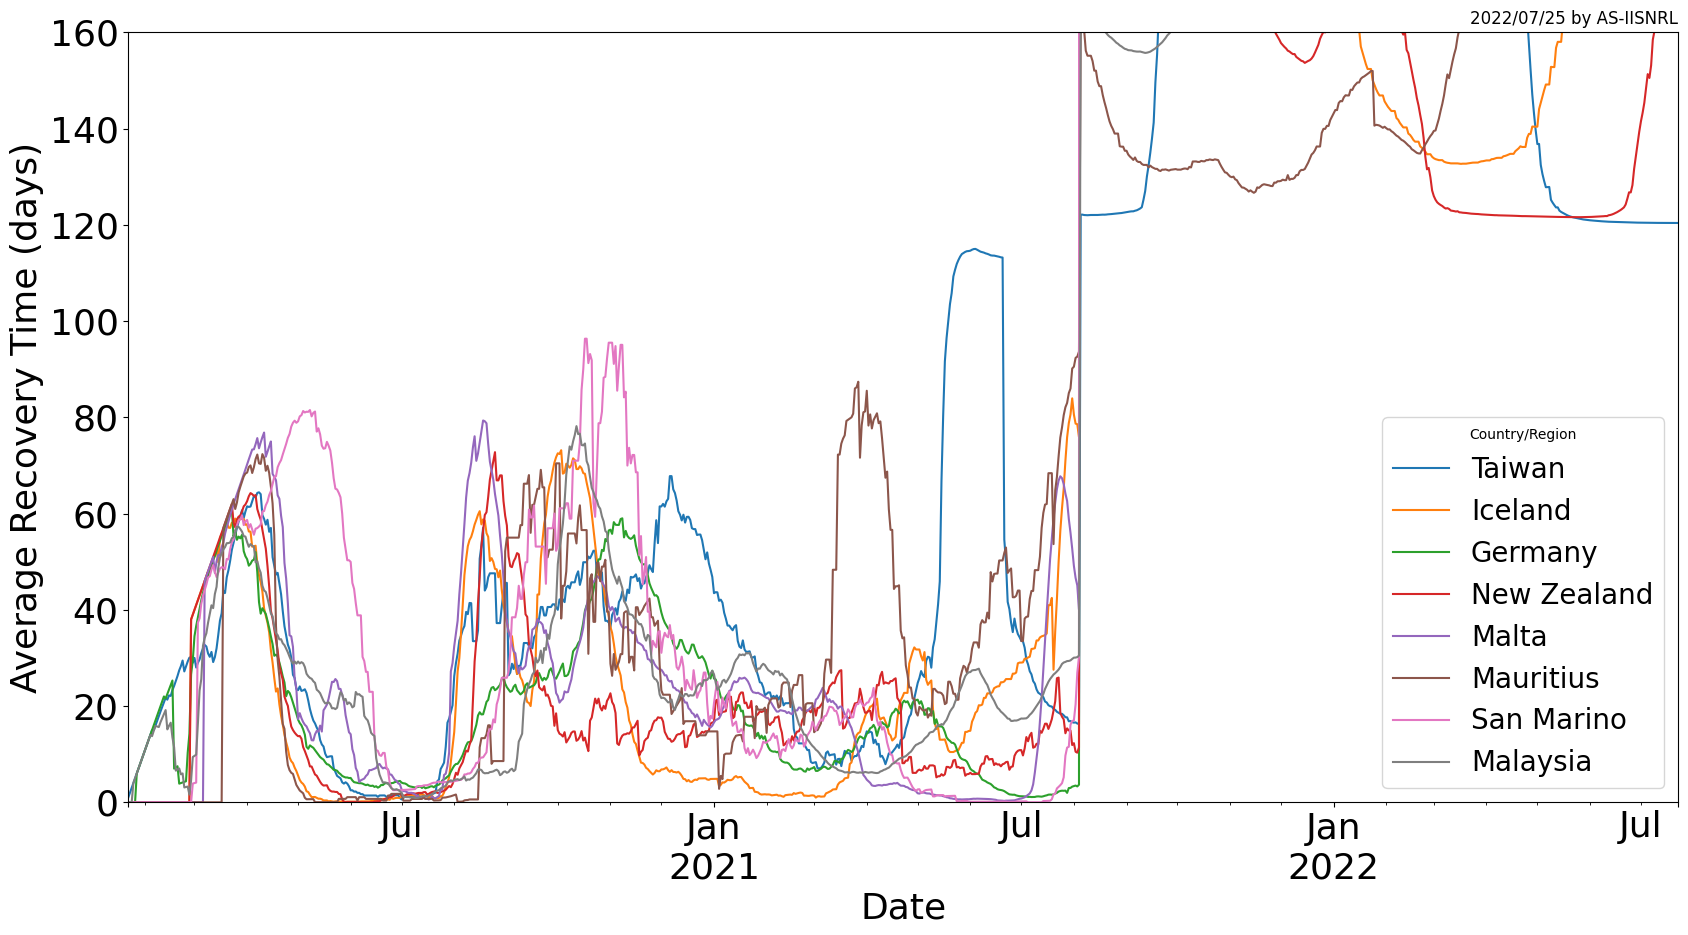 2022/07/25 by AS-IISNRL
Average Recovery Time (days)
160
140
120
100
80
60
40
20
0
Country/Region
Taiwan
Iceland
Germany
New Zealand
Malta
Mauritius
San Marino
Malaysia
Jul
Jan
2021
Jul
Jan
2022
Jul
Date